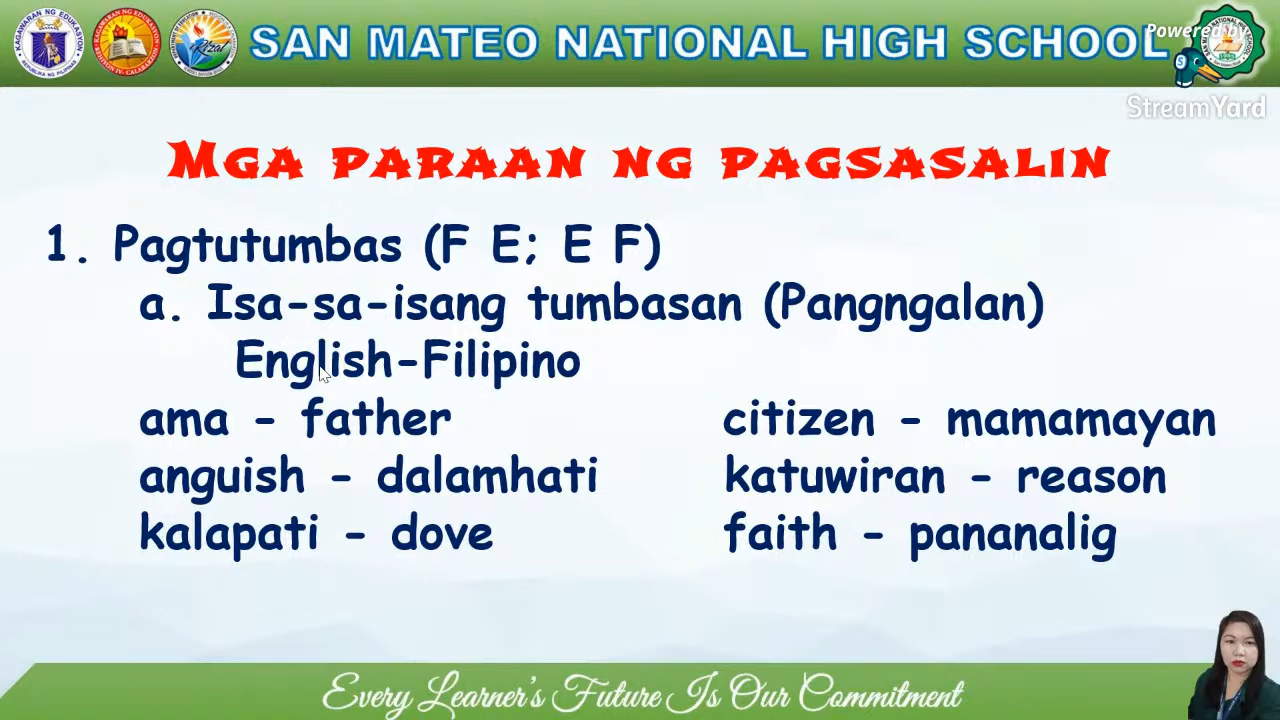 SAN MATEO NATIONAL HIGH SCHOOL
Powered by
StreamYard
MGA PARAAN NG PAGSASALIN
1. Pagtutumbas (F E; E F)
a. Isa-sa-isang tumbasan (Pangngalan)
English-Filipino
ama - father
citizen - mamamayan
anguish - dalamhati
katuwiran - reason
kalapati - dove
faith - pananalig
Every Learner's Future Is Our Commitment